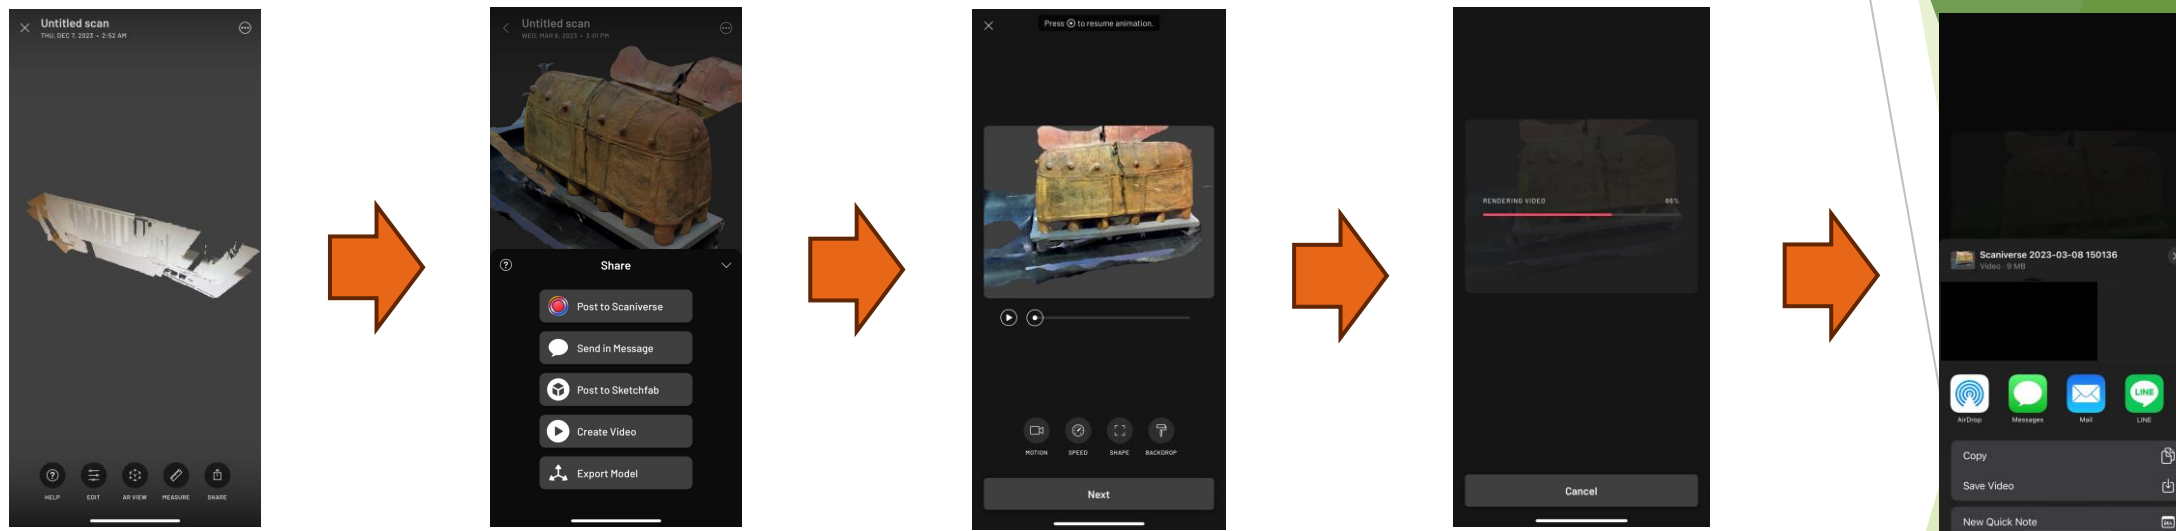 Untitled scan
THU, DEC 7, 2023 • 2:52 AM
HELP
EDIT
AR VIEW
MEASURE
SHARE
Untitled scan
WED, MAR 8, 2023 • 3:01 PM
Share
Post to Scaniverse
Send in Message
Post to Sketchfab
Create Video
Export Model
Press ▶ to resume animation.
MOTION
SPEED
SHAPE
BACKDROP
Next
RENDERING VIDEO
66%
Cancel
Scaniverse 2023-03-08 150136
Video · 9 MB
AirDrop
Messages
Mail
LINE
LINE
Copy
Save Video
New Quick Note